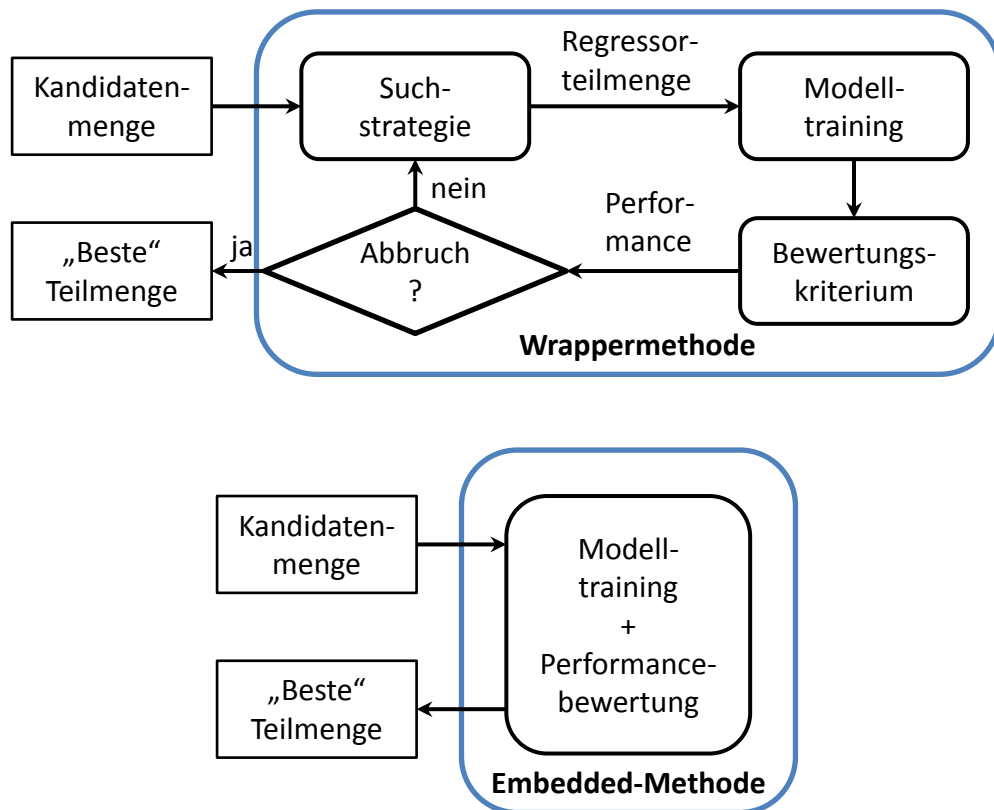 Kandidaten-
menge
Such-
strategie
Regressor-
teilmenge
Modell-
training
nein
„Beste“
Teilmenge
ja
Abbruch
?
Perfor-
mance
Bewertungs-
kriterium
Wrappermethode
Kandidaten-
menge
Modell-
training
+
Performance-
bewertung
„Beste“
Teilmenge
Embedded-Methode